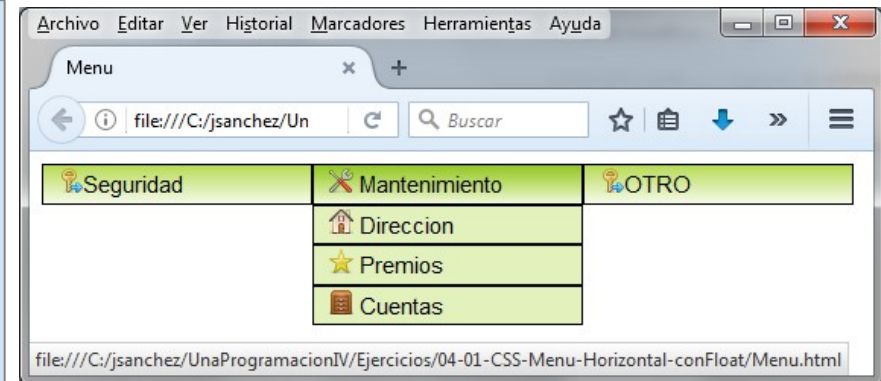 Archivo Editar Ver Historial Marcadores Herramientas Ayuda
Menu
file:///C:/jsanchez/Un
Buscar
Seguridad Mantenimiento OTRO
Direccion
Premios
Cuentas
file:///C:/jsanchez/UnaProgramacionIV/Ejercicios/04-01-CSS-Menu-Horizontal-conFloat/Menu.html